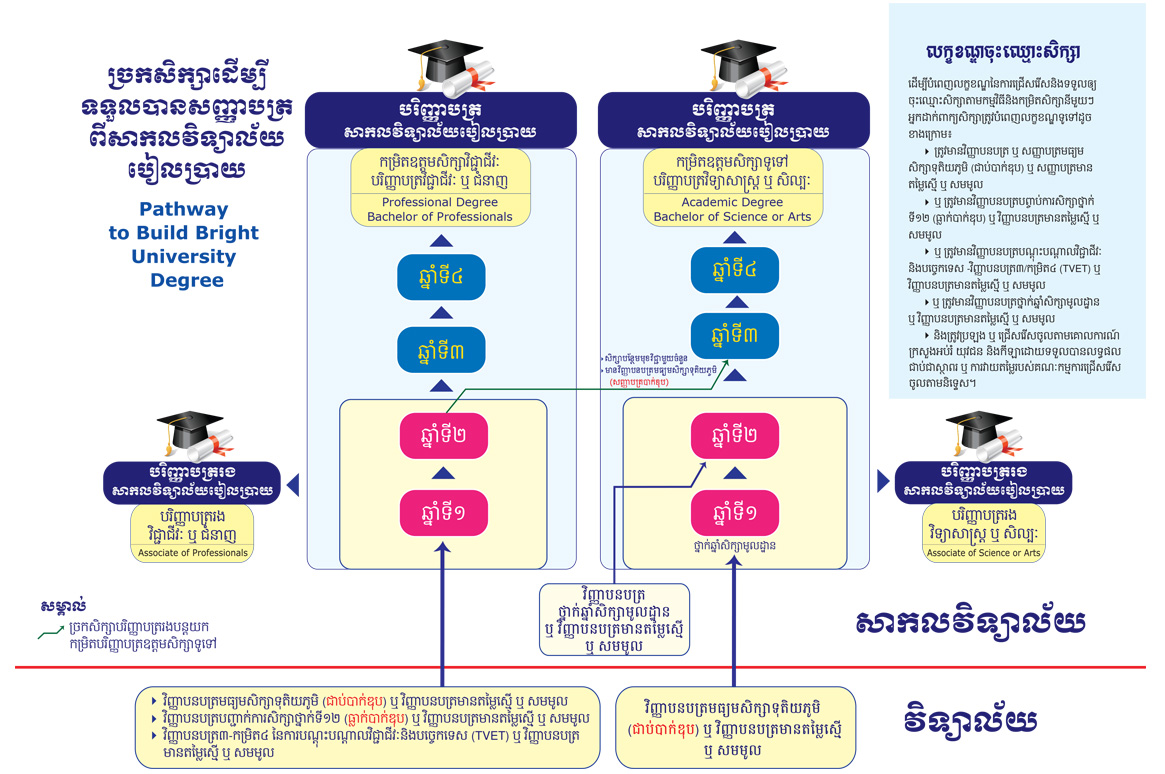 ច្រកសិក្សាដើម្បី
ទទួលបានសញ្ញាបត្រ
ពីសាកលវិទ្យាល័យ
បៀលប្រាយ
Pathway
to Build Bright
University
Degree
បរិញ្ញាបត្រ
សាកលវិទ្យាល័យបៀលប្រាយ
កម្រិតឧត្តមសិក្សាវិជ្ជាជីវៈ
បរិញ្ញាបត្រវិជ្ជាជីវៈ ឬ ជំនាញ
Professional Degree
Bachelor of Professionals
ឆ្នាំទី៤
ឆ្នាំទី៣
ឆ្នាំទី២
ឆ្នាំទី១
បរិញ្ញាបត្រ
សាកលវិទ្យាល័យបៀលប្រាយ
កម្រិតឧត្តមសិក្សាទូទៅ
បរិញ្ញាបត្រវិទ្យាសាស្ត្រ ឬ សិល្បៈ
Academic Degree
Bachelor of Science or Arts
ឆ្នាំទី៤
ឆ្នាំទី៣
សិក្សាបន្ថែមមុខវិជ្ជាមួយចំនួន
មានវិញ្ញាបនបត្រមធ្យមសិក្សាទុតិយភូមិ
(សញ្ញាបត្របាក់ឌុប)
ឆ្នាំទី២
ឆ្នាំទី១
ថ្នាក់ឆ្នាំសិក្សាមូលដ្ឋាន
លក្ខខណ្ឌចុះឈ្មោះសិក្សា
ដើម្បីបំពេញលក្ខខណ្ឌនៃការជ្រើសរើសនិងទទួលឲ្យ
ចុះឈ្មោះសិក្សាតាមកម្មវិធីនិងកម្រិតសិក្សានីមួយៗ
អ្នកដាក់ពាក្យសិក្សាត្រូវបំពេញលក្ខខណ្ឌទូទៅដូច
ខាងក្រោម៖
ត្រូវមានវិញ្ញាបនបត្រ ឬ សញ្ញាបត្រមធ្យម
សិក្សាទុតិយភូមិ (ជាប់បាក់ឌុប) ឬ សញ្ញាបត្រមាន
តម្លៃស្មើ ឬ សមមូល
ឬ ត្រូវមានវិញ្ញាបនបត្របញ្ចប់ការសិក្សាថ្នាក់
ទី១២ (ធ្លាក់បាក់ឌុប) ឬ វិញ្ញាបនបត្រមានតម្លៃស្មើ ឬ
សមមូល
ឬ ត្រូវមានវិញ្ញាបនបត្របណ្តុះបណ្តាលវិជ្ជាជីវៈ
និងបច្ចេកទេស -វិញ្ញាបនបត្រ៣/កម្រិត៤ (TVET) ឬ
វិញ្ញាបនបត្រមានតម្លៃស្មើ ឬ សមមូល
ឬ ត្រូវមានវិញ្ញាបនបត្រថ្នាក់ឆ្នាំសិក្សាមូលដ្ឋាន
ឬ វិញ្ញាបនបត្រមានតម្លៃស្មើ ឬ សមមូល
និងត្រូវប្រឡង ឬ ជ្រើសរើសចូលតាមគោលការណ៍
ក្រសួងអប់រំ យុវជន និងកីឡាដោយទទួលបានលទ្ធផល
ជាប់ជាស្ថាពរ ឬ ការវាយតម្លៃរបស់គណៈកម្មការជ្រើសរើស
ចូលតាមនិទ្ទេស។
បរិញ្ញាបត្ររង
សាកលវិទ្យាល័យបៀលប្រាយ
បរិញ្ញាបត្ររង
វិជ្ជាជីវៈ ឬ ជំនាញ
Associate of Professionals
បរិញ្ញាបត្ររង
សាកលវិទ្យាល័យបៀលប្រាយ
បរិញ្ញាបត្ររង
វិទ្យាសាស្ត្រ ឬ សិល្បៈ
Associate of Science or Arts
សម្គាល់
ច្រកសិក្សាបរិញ្ញាបត្ររងបន្តយក
កម្រិតបរិញ្ញាបត្រឧត្តមសិក្សាទូទៅ
វិញ្ញាបនបត្រ
ថ្នាក់ឆ្នាំសិក្សាមូលដ្ឋាន
ឬ វិញ្ញាបនបត្រមានតម្លៃស្មើ
ឬ សមមូល
សាកលវិទ្យាល័យ
វិញ្ញាបនបត្រមធ្យមសិក្សាទុតិយភូមិ (ជាប់បាក់ឌុប) ឬ វិញ្ញាបនបត្រមានតម្លៃស្មើ ឬ សមមូល
វិញ្ញាបនបត្របញ្ជាក់ការសិក្សាថ្នាក់ទី១២ (ធ្លាក់បាក់ឌុប) ឬ វិញ្ញាបនបត្រមានតម្លៃស្មើ ឬ សមមូល
វិញ្ញាបនបត្រ៣-កម្រិត៤ នៃការបណ្តុះបណ្តាលវិជ្ជាជីវៈនិងបច្ចេកទេស (TVET) ឬ វិញ្ញាបនបត្រ
មានតម្លៃស្មើ ឬ សមមូល
វិញ្ញាបនបត្រមធ្យមសិក្សាទុតិយភូមិ
(ជាប់បាក់ឌុប) ឬ វិញ្ញាបនបត្រមានតម្លៃស្មើ
ឬ សមមូល
វិទ្យាល័យ